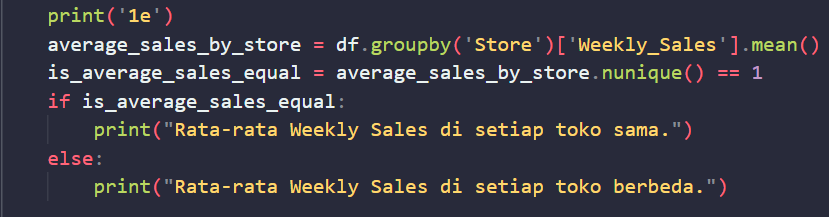 print('1e')
average_sales_by_store = df.groupby('Store')['Weekly_Sales'].mean()
is_average_sales_equal = average_sales_by_store.nunique() == 1
if is_average_sales_equal:
    print("Rata-rata Weekly Sales di setiap toko sama.")
else:
    print("Rata-rata Weekly Sales di setiap toko berbeda.")